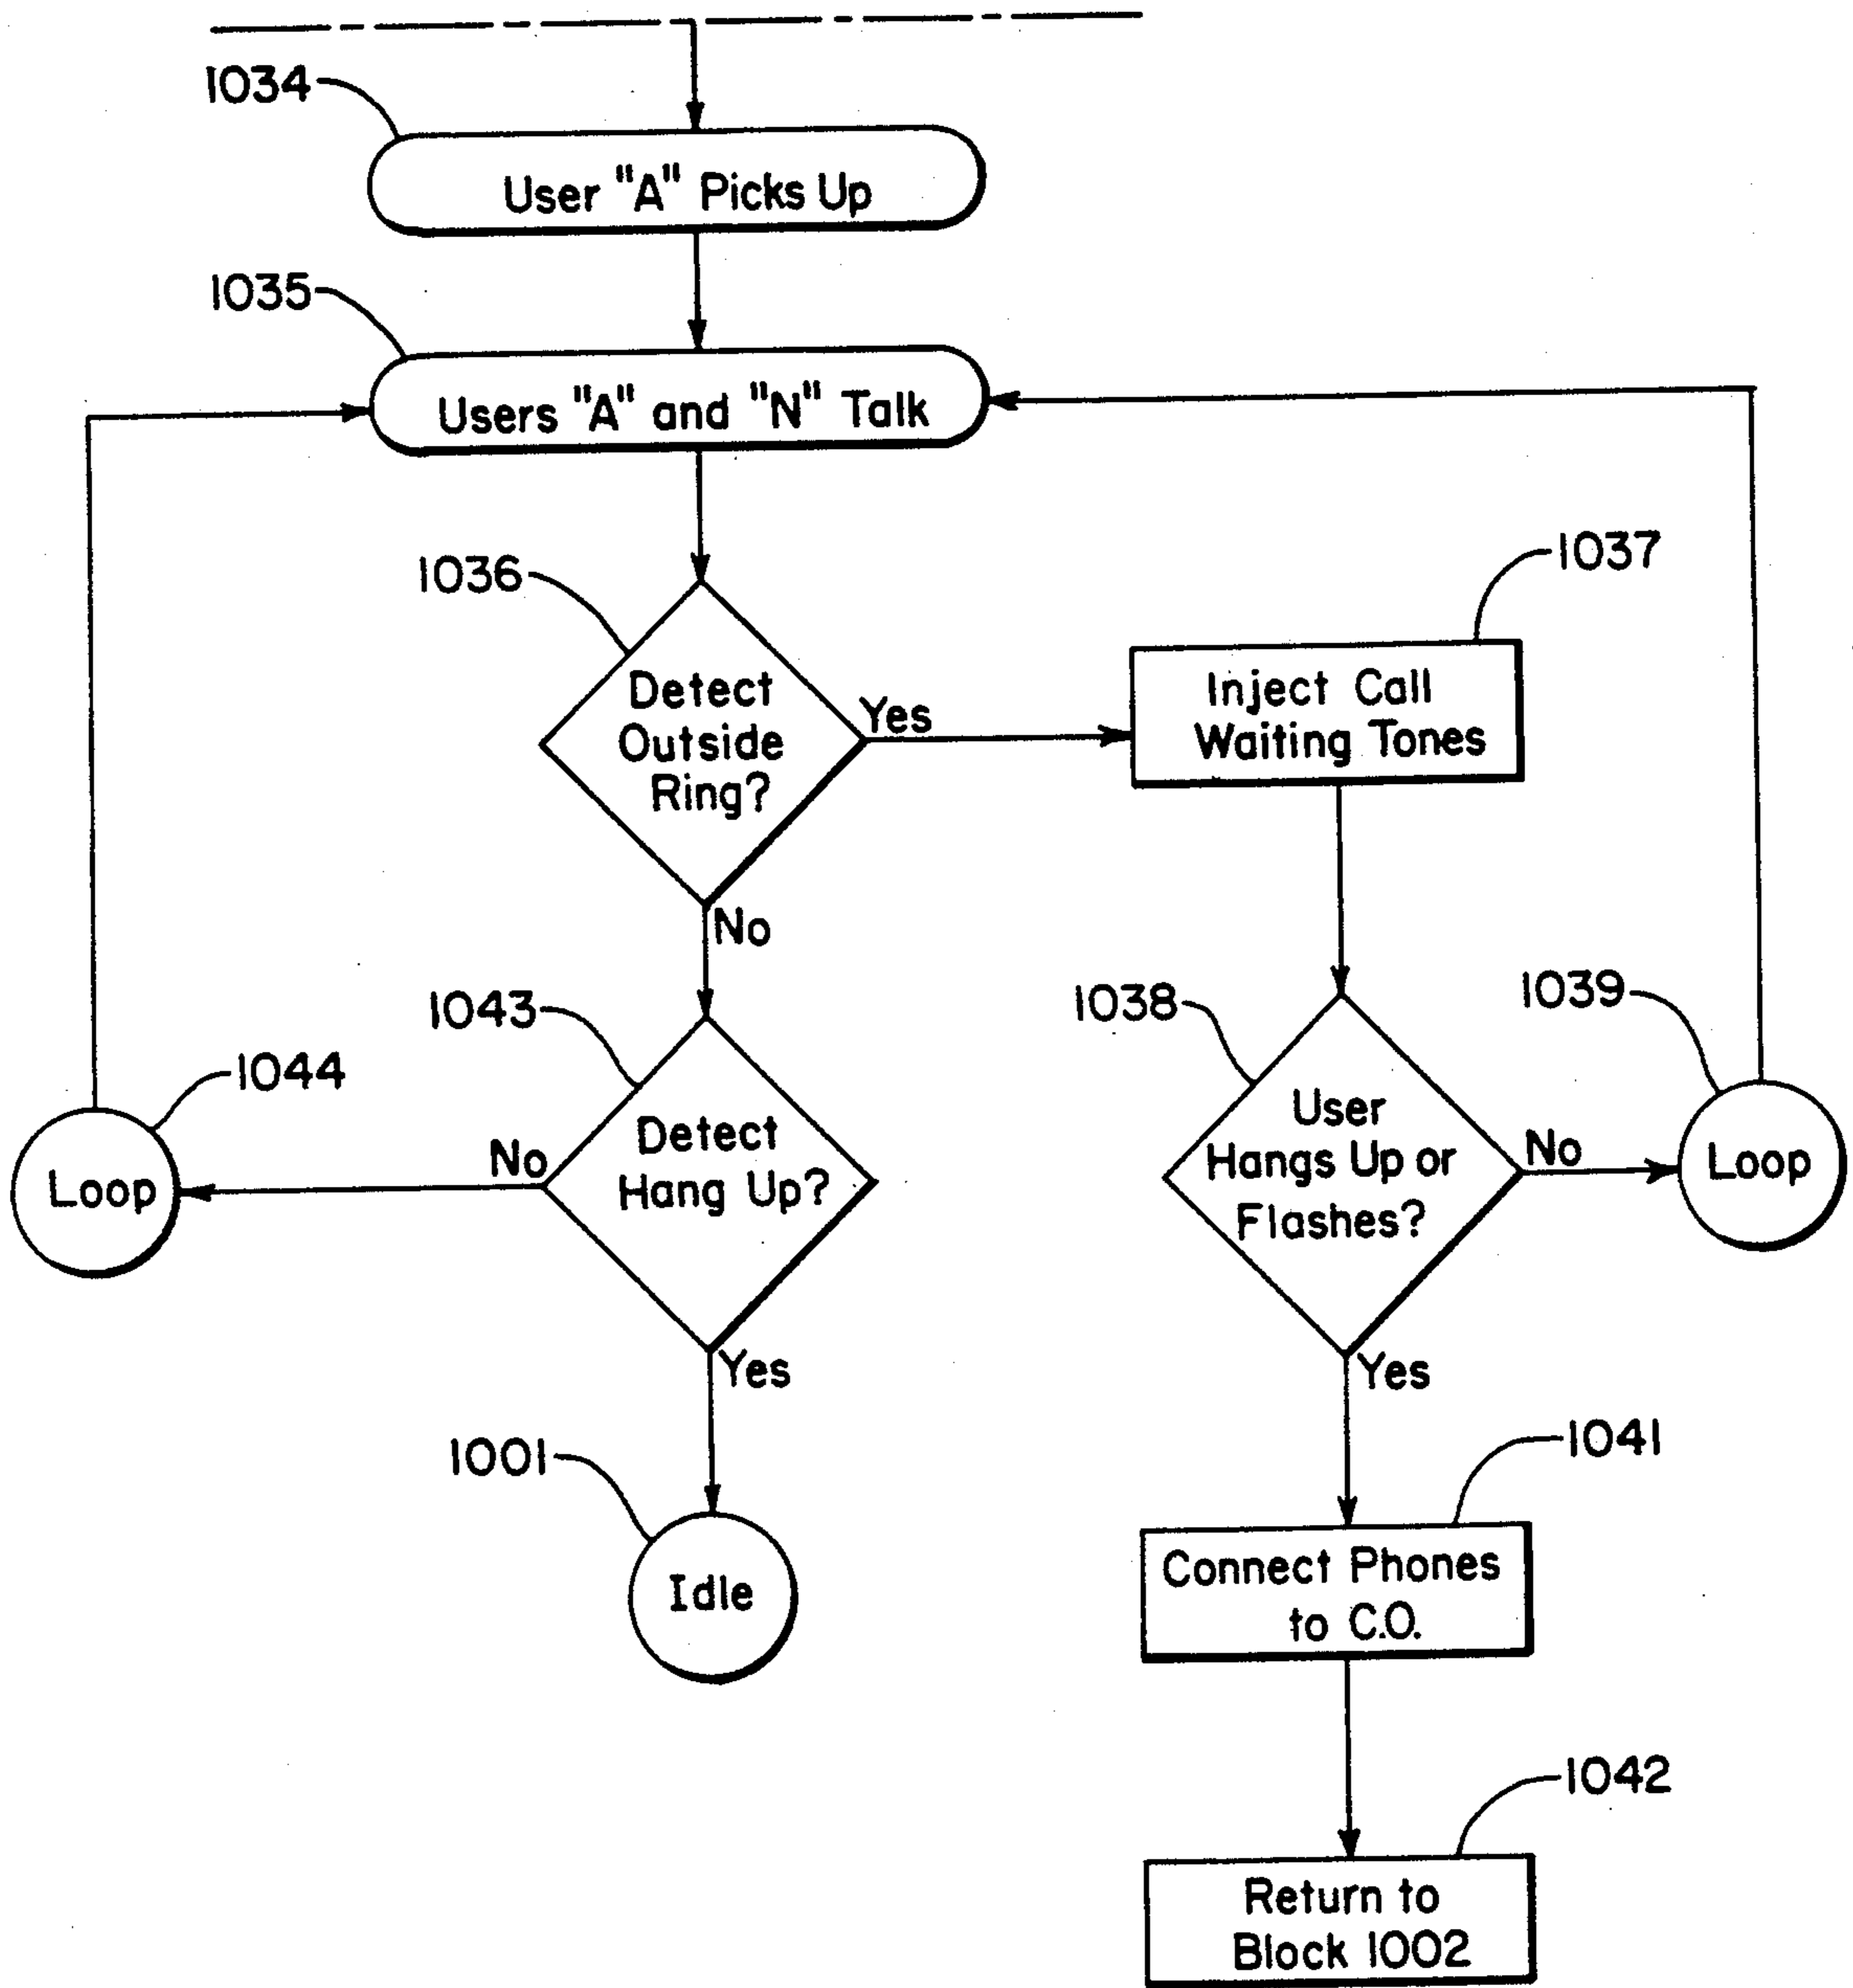 1034
User "A" Picks Up
1035
Users "A" and "N" Talk
1036
Detect
Outside
Ring?
Yes
No
1037
Inject Call
Waiting Tones
1038
User
Hangs Up or
Flashes?
No
Yes
1039
Loop
1043
Detect
Hang Up?
No
Yes
1044
Loop
1001
Idle
1041
Connect Phones
to C.O.
1042
Return to
Block 1002